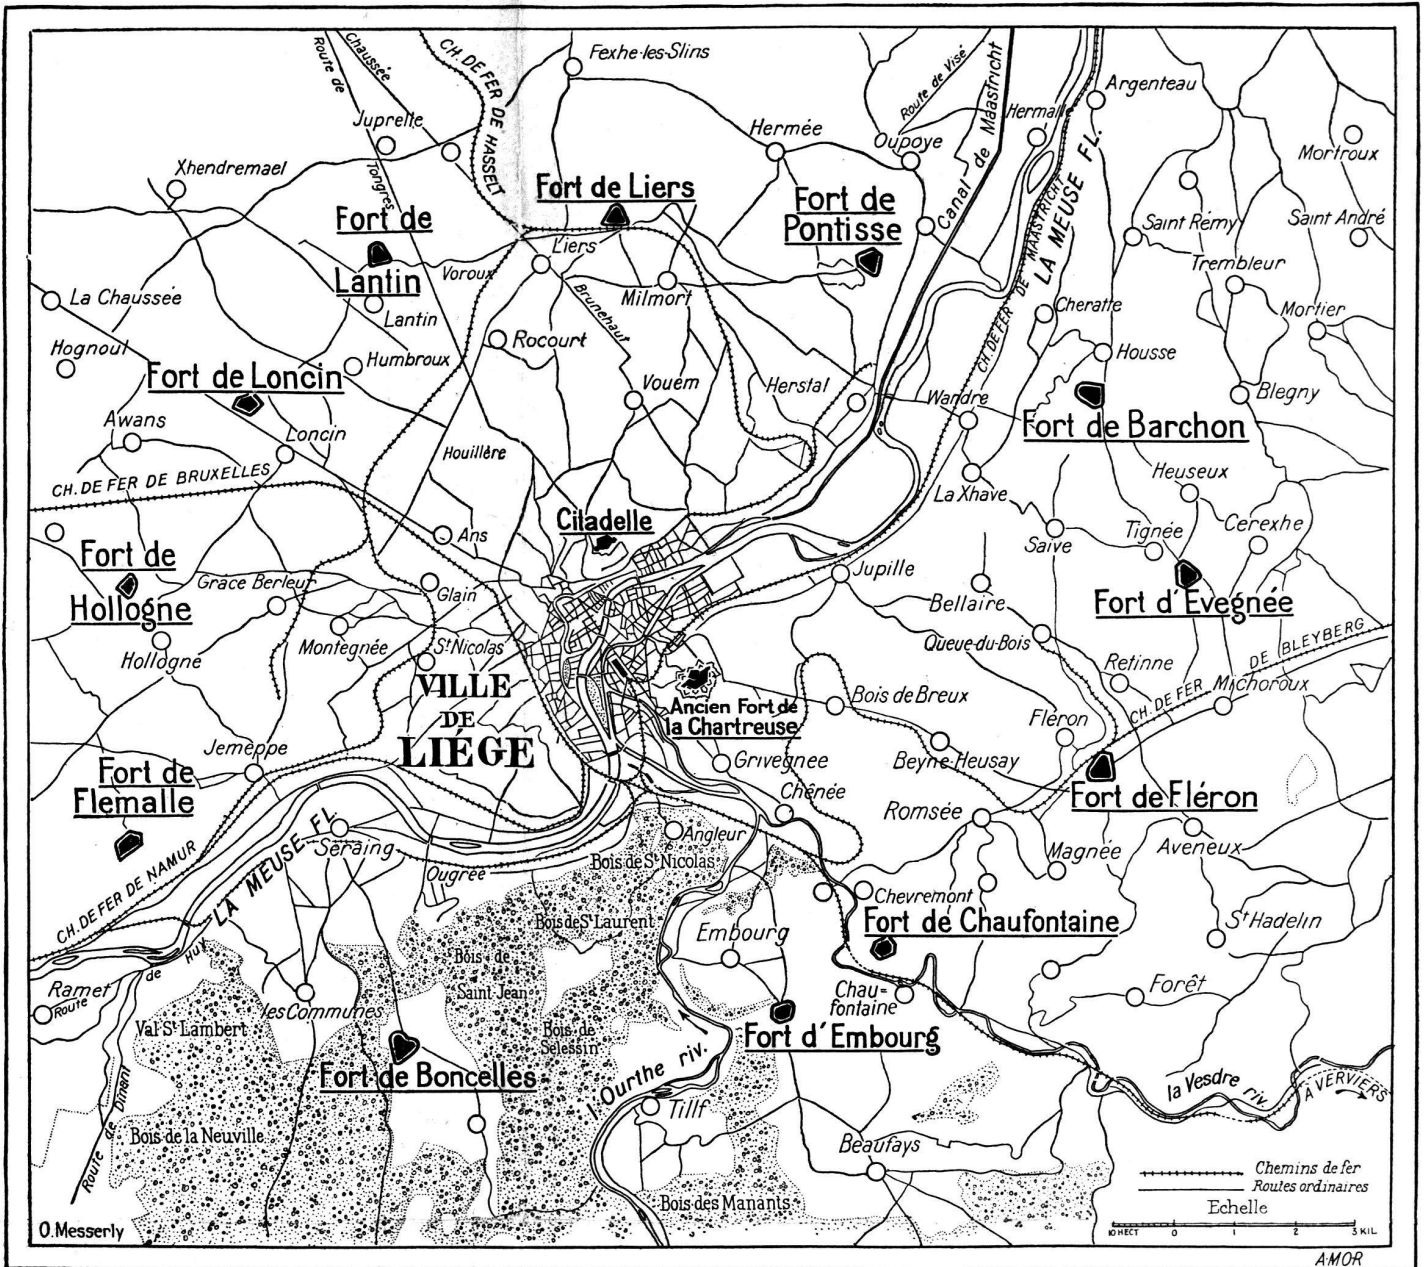 Fexhe-les-Slins
CH. DE FER DE HASSELT
Chaussée
Route de
Tongres
Juprelle
Xhendremael
Hermée
Oupoye
Route de Visé
Canal de Maastricht
Hermall
Argenteau
Mortroux
LA MEUSE FL.
CH. DE FER DE MAASTRICHT
Saint Rémy
Saint André
Trembleur
Mortier
Fort de Liers
Fort de
Pontisse
Fort de
Lantin
Liers
Voroux
Milmort
Brunehaut
Lantin
La Chaussée
Hognoul
Humbroux
Rocourt
Cheratte
Housse
Blegny
Fort de Loncin
Vouem
Herstal
Wandre
Fort de Barchon
Awans
Loncin
Houillère
CH. DE FER DE BRUXELLES
La Xhave
Heuseux
Saive
Tignée
Cerexhe
Citadelle
Ans
Fort de
Hollogne
Grâce Berleur
Glain
Jupille
Bellaire
Fort d'Evegnée
Queue-du-Bois
Hollogne
Montegnée
St Nicolas
Retinne
CH. DE FER DE BLEYBERG
Michoroux
VILLE
DE
LIÉGE
Ancien Fort de
la Chartreuse
Bois de Breux
Fléron
Beyne-Heusay
Jemeppe
Grivegnee
Fort de
Flemalle
Chênée
Romsée
Fort de Fléron
Angleur
Magnée
Aveneux
CH. DE FER DE NAMUR
LA MEUSE FL.
Seraing
Ougrée
Bois de St Nicolas
Chevremont
Bois de St Laurent
Embourg
Fort de Chaufontaine
St Hadelin
Bois de
Saint Jean
Ramet
Route de Huy
les Communes
Val St Lambert
Bois de
Selessin
Chau=
fontaine
Forêt
Fort d'Embourg
Fort de Boncelles
l'Ourthe riv.
Tilff
la Vesdre riv.
A VERVIERS
Route de Dinent
Bois de la Neuville
Beaufays
Bois des Manants
Chemins de fer
Routes ordinaires
Echelle
10 HECT 0 1 2 3 KIL.
O. Messerly
A·MOR